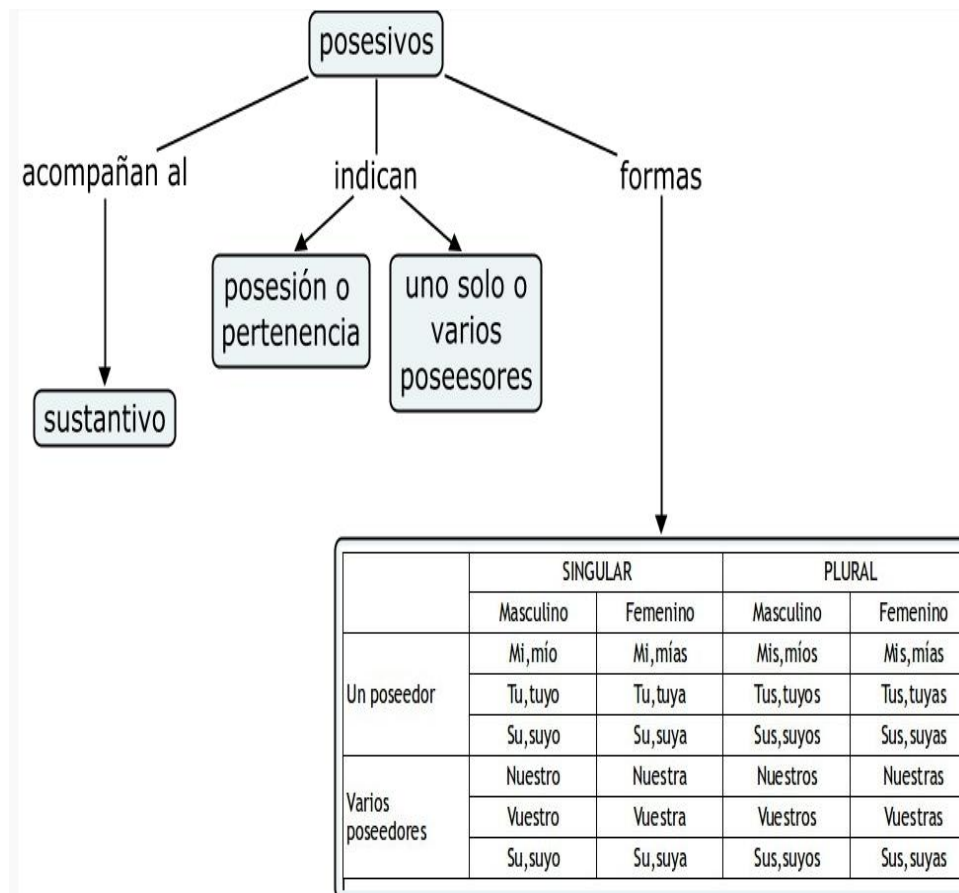 posesivos
acompañan al
indican
formas
posesión o
pertenencia
uno solo o
varios
poseesores
sustantivo
SINGULAR PLURAL
Masculino Femenino Masculino Femenino
Un poseedor
Mi,mío Mi,mías Mis,míos Mis,mías
Tu,tuyo Tu,tuya Tus,tuyos Tus,tuyas
Su,suyo Su,suya Sus,suyos Sus,suyas
Varios
poseedores
Nuestro Nuestra Nuestros Nuestras
Vuestro Vuestra Vuestros Vuestras
Su,suyo Su,suya Sus,suyos Sus,suyas